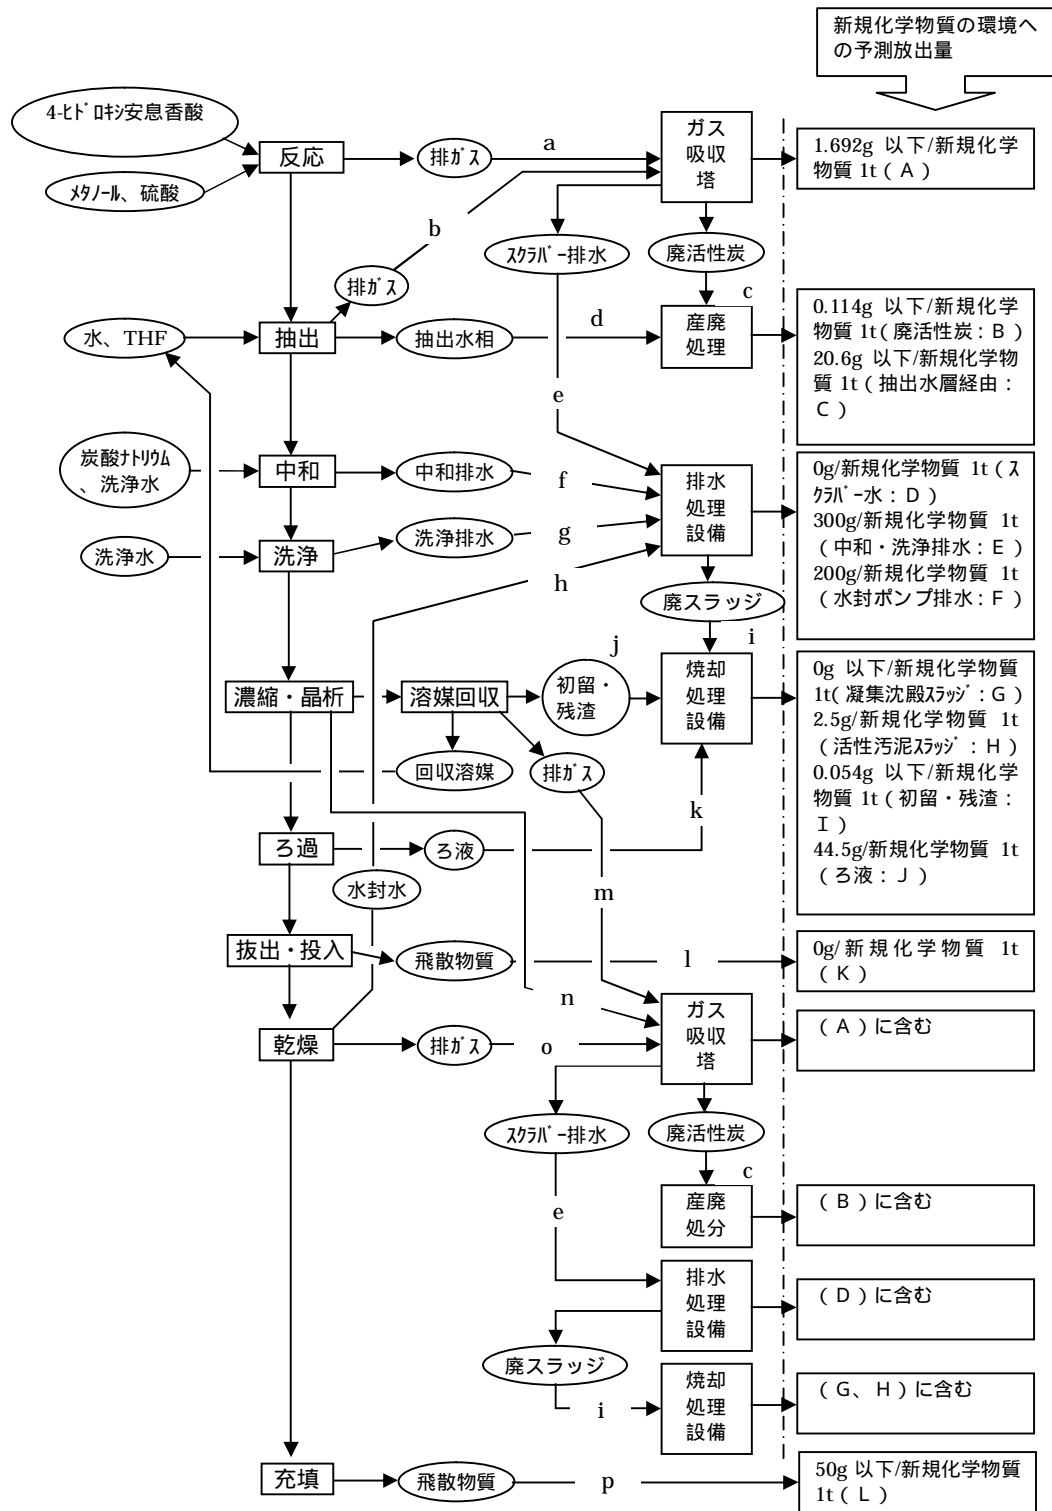 新規化学物質の環境へ
の予測放出量
4-ﾋﾄﾞﾛｷｼ安息香酸
ﾒﾀﾉｰﾙ、硫酸
反応
排ｶﾞｽ
a
ガス
吸収
塔
1.692g 以下/新規化学
物質 1t(A)
b
排ｶﾞｽ
ｽｸﾗﾊﾞｰ排水
廃活性炭
c
水、THF
抽出
抽出水相
d
産廃
処理
0.114g 以下/新規化学
物質 1t(廃活性炭:B)
20.6g 以下/新規化学物
質 1t(抽出水層経由:
C)
e
炭酸ﾅﾄﾘｳﾑ
、洗浄水
中和
中和排水
f
排水
処理
設備
0g/新規化学物質 1t(ｽ
ｸﾗﾊﾞｰ水:D)
300g/新規化学物質 1t
(中和・洗浄排水:E)
200g/新規化学物質 1t
(水封ポンプ排水:F)
洗浄水
洗浄
洗浄排水
g
h
廃スラッジ
i
濃縮・晶析
溶媒回収
j
初留・
残渣
焼却
処理
設備
0g 以下/新規化学物質
1t(凝集沈殿ｽﾗｯｼﾞ:G)
2.5g/新規化学物質 1t
(活性汚泥ｽﾗｯｼﾞ:H)
0.054g 以下/新規化学
物質 1t(初留・残渣:
I)
44.5g/新規化学物質 1t
(ろ液:J)
回収溶媒
排ｶﾞｽ
k
ろ過
ろ液
水封水
m
抜出・投入
飛散物質
l
0g/新規化学物質 1t
(K)
n
乾燥
排ｶﾞｽ
o
ガス
吸収
塔
(A)に含む
ｽｸﾗﾊﾞｰ排水
廃活性炭
c
e
産廃
処分
(B)に含む
排水
処理
設備
(D)に含む
廃スラッジ
i
焼却
処理
設備
(G、H)に含む
充填
飛散物質
p
50g 以下/新規化学物質
1t(L)